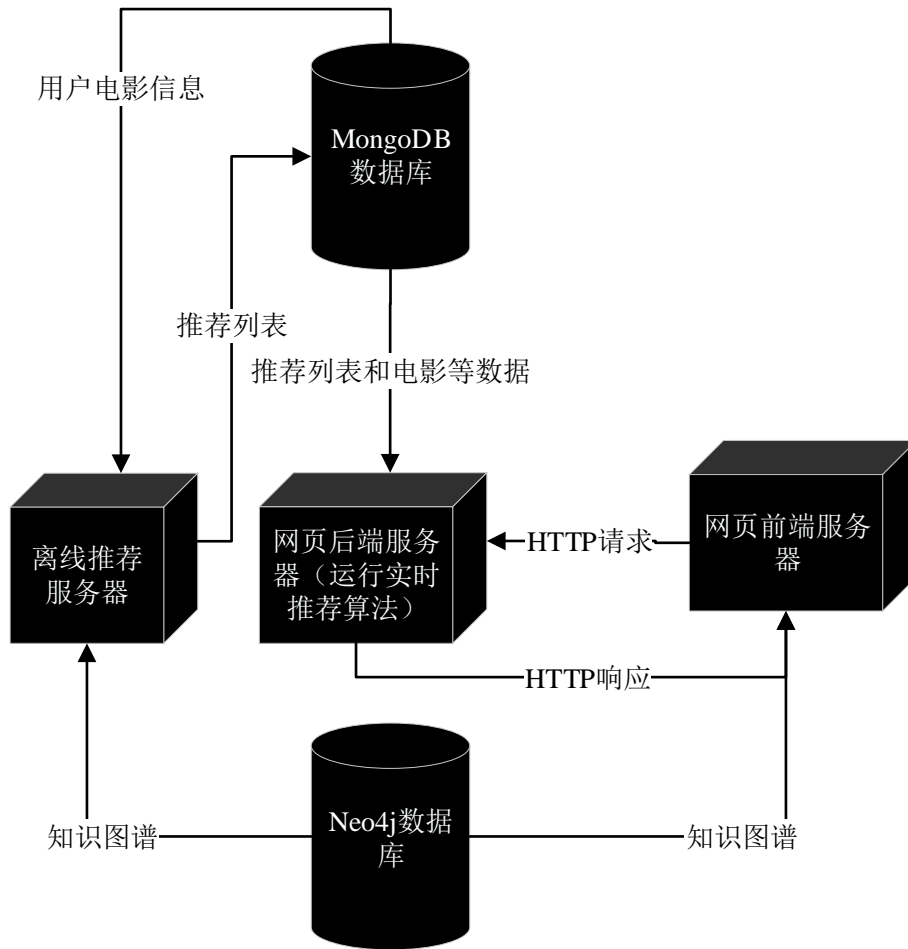 用户电影信息
MongoDB
数据库
推荐列表
推荐列表和电影等数据
离线推荐
服务器
网页后端服务
器（运行实时
推荐算法）
HTTP请求
网页前端服务
器
HTTP响应
知识图谱
Neo4j数据
库
知识图谱